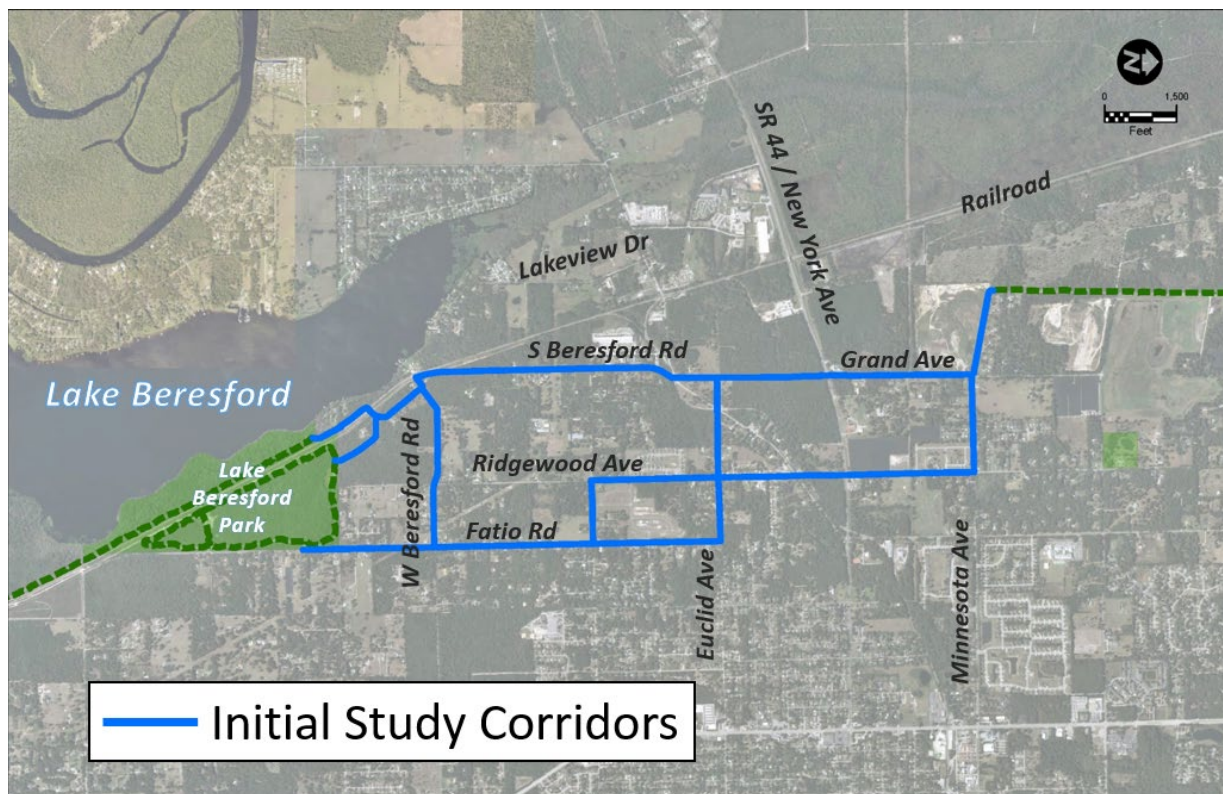 N
0 1,500
Feet
SR 44 / New York Ave
Railroad
Lakeview Dr
S Beresford Rd
Grand Ave
Lake Beresford
W Beresford Rd
Ridgewood Ave
Lake
Beresford
Park
Fatio Rd
Euclid Ave
Minnesota Ave
Initial Study Corridors